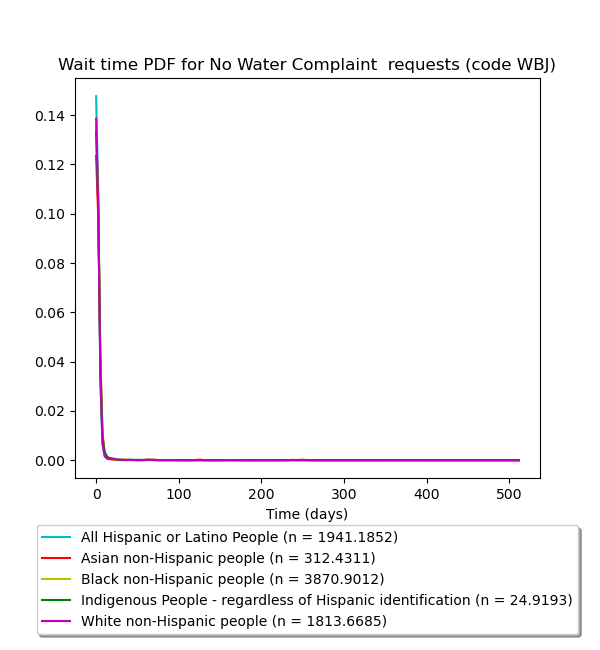 Wait time PDF for No Water Complaint  requests (code WBJ)
0.14
0.12
0.10
0.08
0.06
0.04
0.02
0.00
0 100 200 300 400 500
Time (days)
All Hispanic or Latino People (n = 1941.1852)
Asian non-Hispanic people (n = 312.4311)
Black non-Hispanic people (n = 3870.9012)
Indigenous People - regardless of Hispanic identification (n = 24.9193)
White non-Hispanic people (n = 1813.6685)